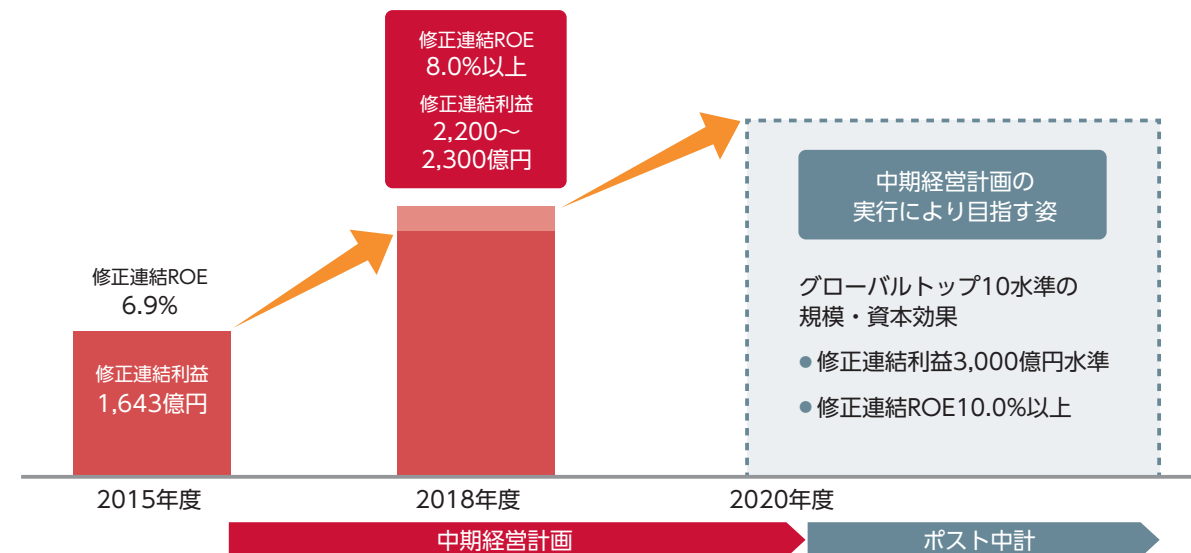 修正連結ROE
6.9%
修正連結利益
1,643億円
修正連結ROE
8.0%以上
修正連結利益
2,200～
2,300億円
中期経営計画の
実行により目指す姿
グローバルトップ10水準の
規模・資本効果
●修正連結利益3,000億円水準
●修正連結ROE10.0%以上
2015年度
2018年度
2020年度
中期経営計画
ポスト中計